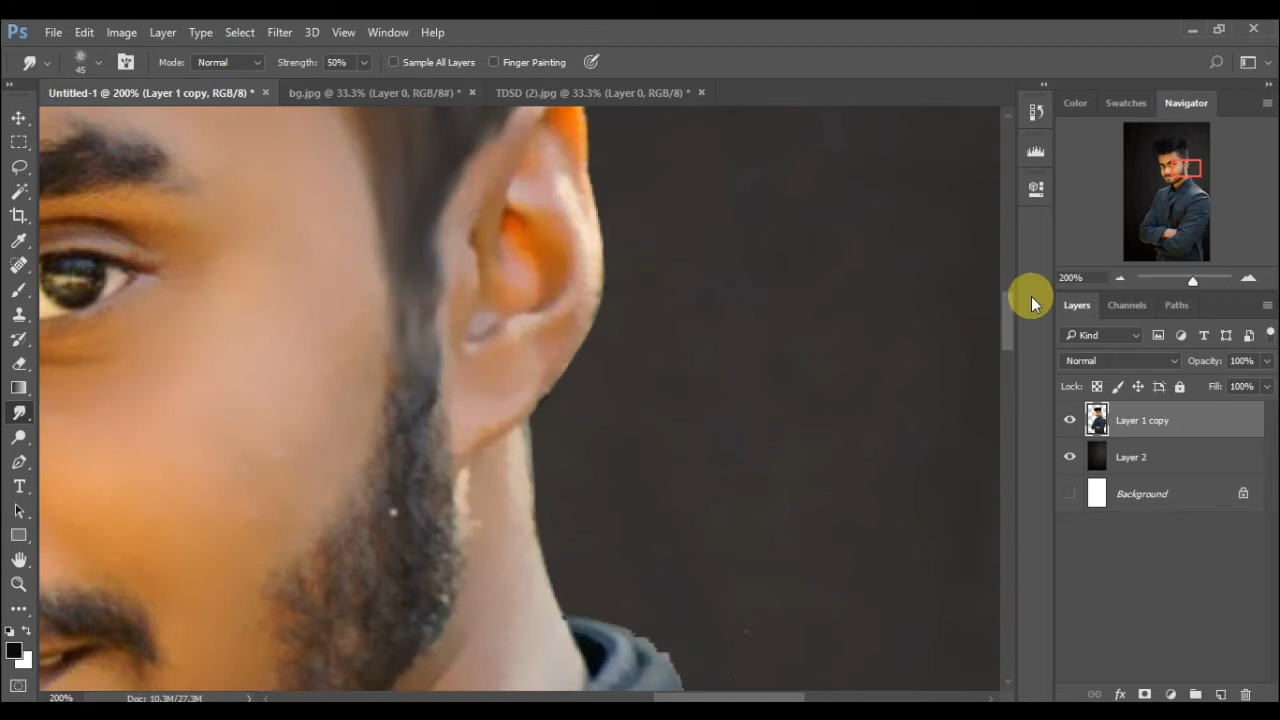 Ps File Edit Image Layer Type Select Filter 3D View Window Help
45 Mode: Normal Strength: 50% Sample All Layers Finger Painting
Untitled-1 @ 200% (Layer 1 copy, RGB/8) * × bg.jpg @ 33.3% (Layer 0, RGB/8#) * × TDSD (2).jpg @ 33.3% (Layer 0, RGB/8) * ×
Color Swatches Navigator
200%
Layers Channels Paths
Kind
Normal Opacity: 100%
Lock: Fill: 100%
Layer 1 copy
Layer 2
Background
200% Doc: 10.3M/27.3M
fx